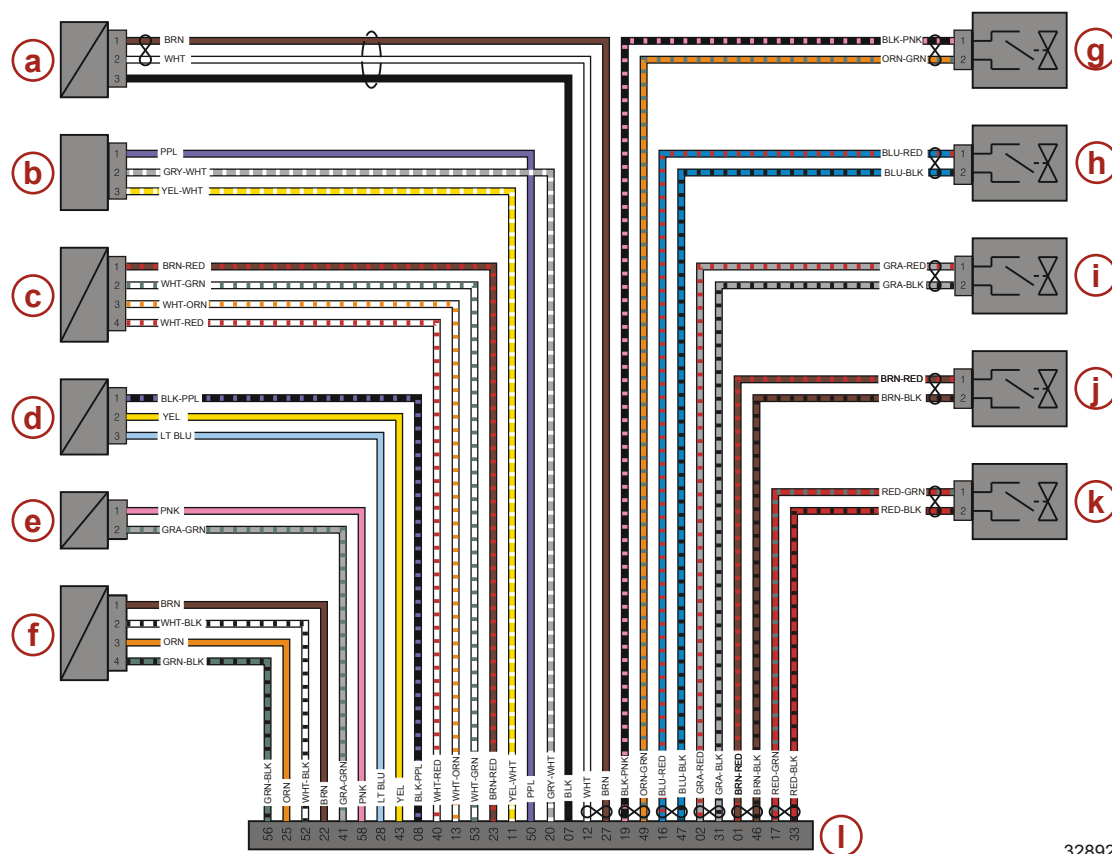 a
1 BRN
2 WHT
3
b
1 PPL
2 GRY-WHT
3 YEL-WHT
c
1 BRN-RED
2 WHT-GRN
3 WHT-ORN
4 WHT-RED
d
1 BLK-PPL
2 YEL
3 LT BLU
e
1 PNK
2 GRA-GRN
f
1 BRN
2 WHT-BLK
3 ORN
4 GRN-BLK
BLK-PNK 1
ORN-GRN 2
g
BLU-RED 1
BLU-BLK 2
h
GRA-RED 1
GRA-BLK 2
i
BRN-RED 1
BRN-BLK 2
j
RED-GRN 1
RED-BLK 2
k
GRN-BLK 56
ORN 25
WHT-BLK 52
BRN 22
GRA-GRN 41
PNK 58
LT BLU 28
YEL 43
BLK-PPL 08
WHT-RED 40
WHT-ORN 13
WHT-GRN 53
BRN-RED 23
YEL-WHT 11
PPL 50
GRY-WHT 20
BLK 07
WHT 12
BRN 27
BLK-PNK 19
ORN-GRN 49
BLU-RED 16
BLU-BLK 47
GRA-RED 02
GRA-BLK 31
BRN-RED 01
BRN-BLK 46
RED-GRN 17
RED-BLK 33
l
32892